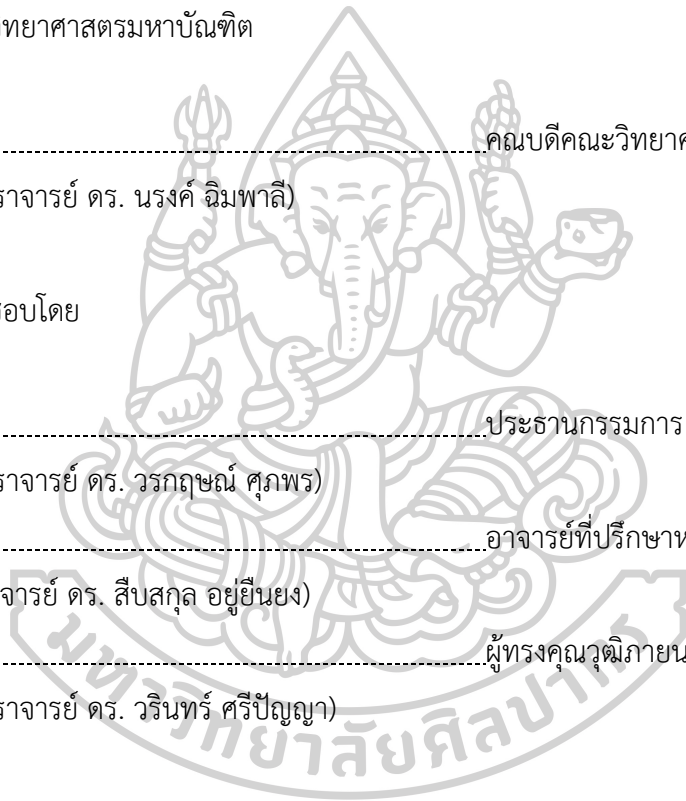 ทยาศาสตรมหาบัณฑิต
คณบดีคณะวิทยาศ
ราจารย์ ดร. นรงค์ ฉิมพาลี)
อบโดย
ประธานกรรมการ
ราจารย์ ดร. วรกฤษณ์ ศุภพร)
อาจารย์ที่ปรึกษาห
จารย์ ดร. สืบสกุล อยู่ยืนยง)
ผู้ทรงคุณวุฒิภายน
ราจารย์ ดร. วรินทร์ ศรีปัญญา)
มหาวิทยาลัยศิลปากร